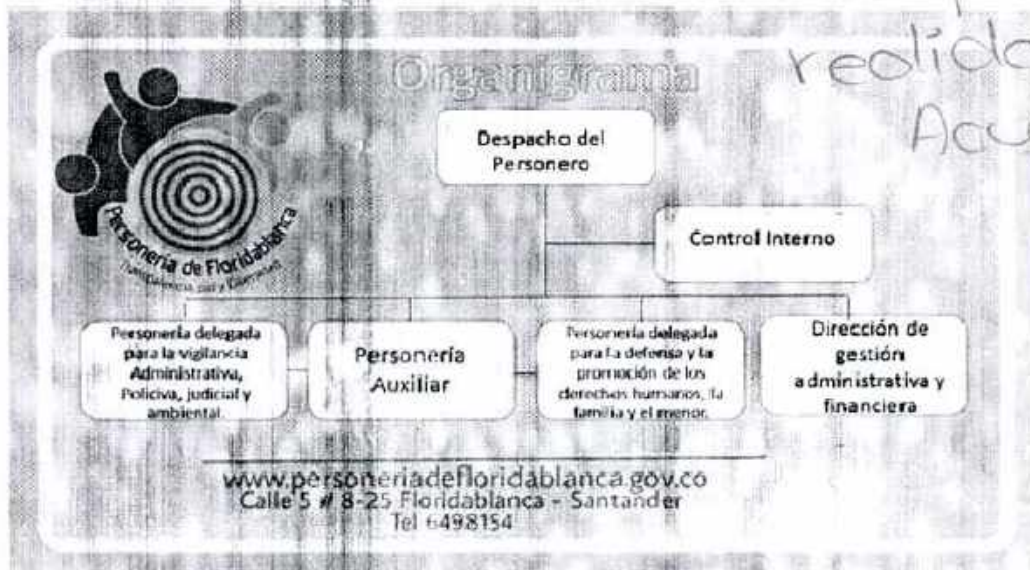 Organigrama
Despacho del
Personero
Control Interno
Personería delegada
para la vigilancia
Administrativa,
Policiva, judicial y
ambiental.
Personería
Auxiliar
Personería delegada
para la defensa y la
promoción de los
derechos humanos, la
familia y el menor.
Dirección de
gestión
administrativa y
financiera
Personería de Floridablanca
www.personeriadefloridablanca.gov.co
Calle 5 # 8-25 Floridablanca - Santander
Tel 6498154